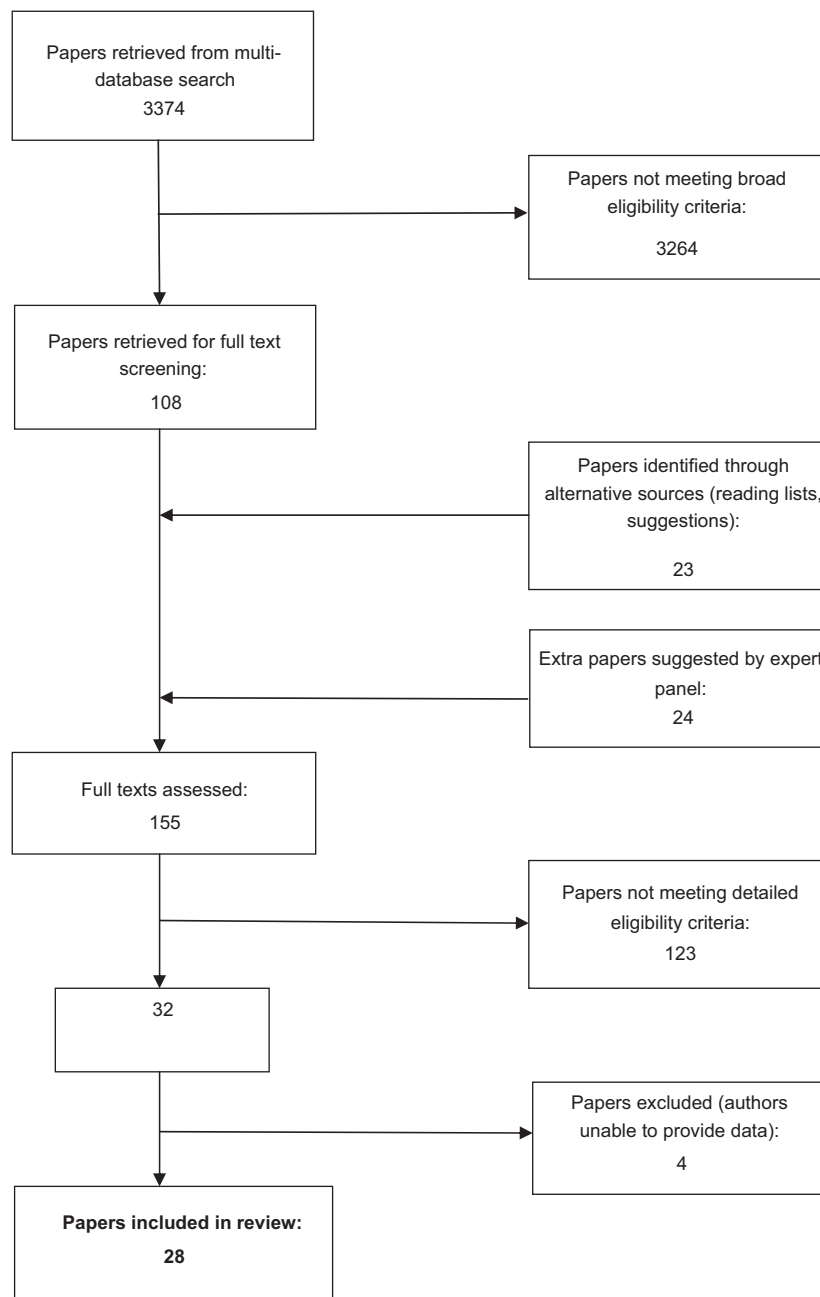 Papers retrieved from multi-
database search
3374
Papers not meeting broad
eligibility criteria:
3264
Papers retrieved for full text
screening:
108
Papers identified through
alternative sources (reading lists,
suggestions):
23
Extra papers suggested by expert
panel:
24
Full texts assessed:
155
Papers not meeting detailed
eligibility criteria:
123
32
Papers excluded (authors
unable to provide data):
4
Papers included in review:
28